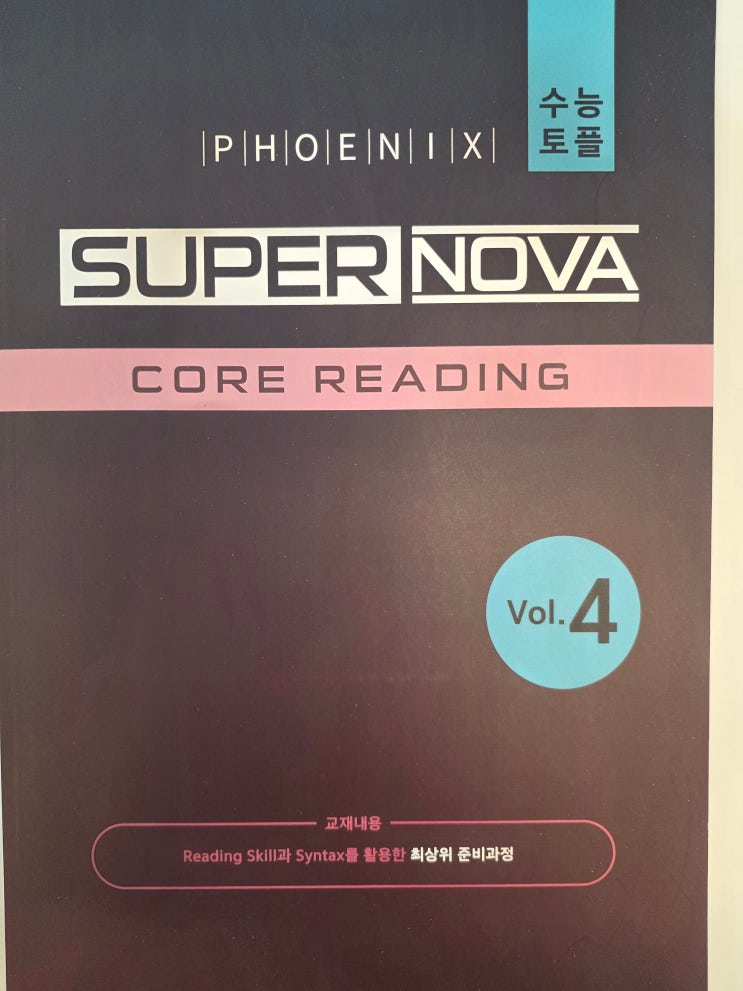 수능
토플
PHOENIX
SUPER NOVA
CORE READING
Vol.4
교재내용
Reading Skill과 Syntax를 활용한 최상위 준비과정